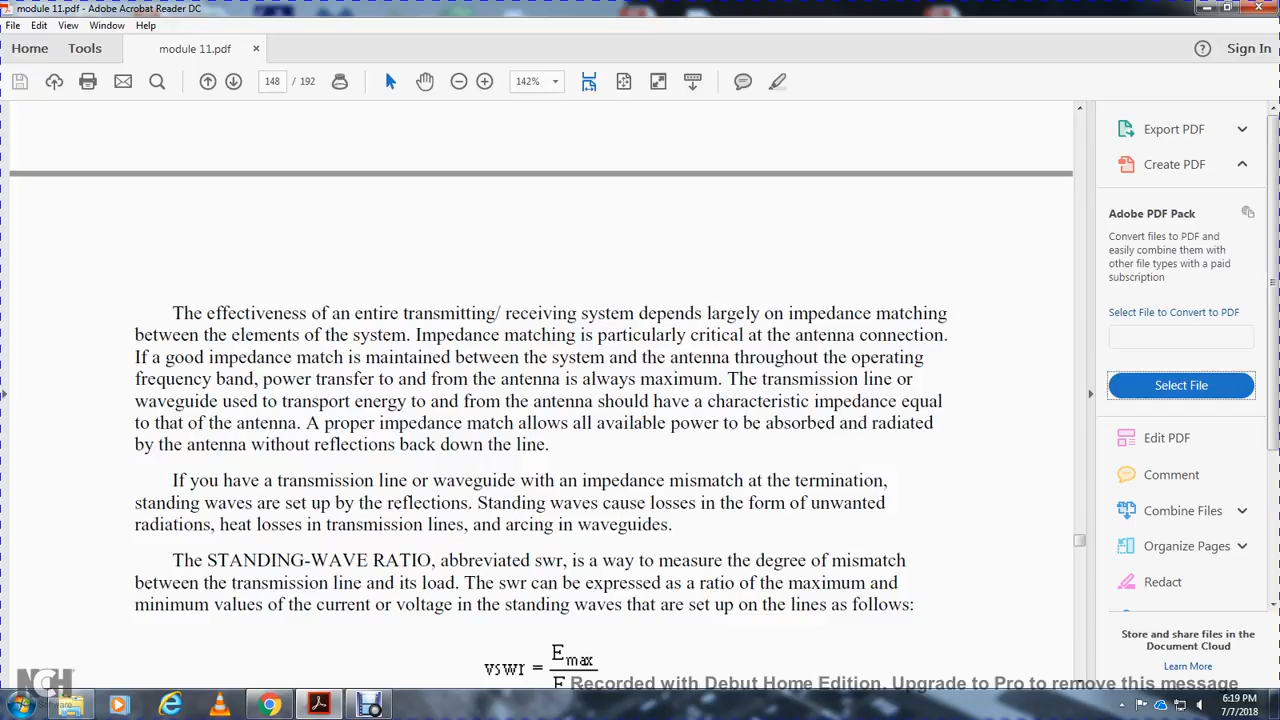 module 11.pdf - Adobe Acrobat Reader DC
File Edit View Window Help
Home Tools module 11.pdf × Sign In
148 / 192 142%
Export PDF
Create PDF
Adobe PDF Pack
Convert files to PDF and
easily combine them with
other file types with a paid
subscription
Select File to Convert to PDF
Select File
Edit PDF
Comment
Combine Files
Organize Pages
Redact
Store and share files in the
Document Cloud
Learn More
The effectiveness of an entire transmitting/ receiving system depends largely on impedance matching
between the elements of the system. Impedance matching is particularly critical at the antenna connection.
If a good impedance match is maintained between the system and the antenna throughout the operating
frequency band, power transfer to and from the antenna is always maximum. The transmission line or
waveguide used to transport energy to and from the antenna should have a characteristic impedance equal
to that of the antenna. A proper impedance match allows all available power to be absorbed and radiated
by the antenna without reflections back down the line.
If you have a transmission line or waveguide with an impedance mismatch at the termination,
standing waves are set up by the reflections. Standing waves cause losses in the form of unwanted
radiations, heat losses in transmission lines, and arcing in waveguides.
The STANDING-WAVE RATIO, abbreviated swr, is a way to measure the degree of mismatch
between the transmission line and its load. The swr can be expressed as a ratio of the maximum and
minimum values of the current or voltage in the standing waves that are set up on the lines as follows:
vswr = Emax
Recorded with Debut Home Edition. Upgrade to Pro to remove this message
NCH
Software
6:19 PM
7/7/2018